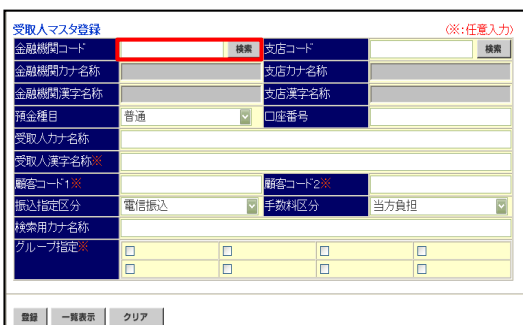 受取人マスタ登録 (※:任意入力)
金融機関コード 検索 支店コード 検索
金融機関カナ名称 支店カナ名称
金融機関漢字名称 支店漢字名称
預金種目 普通 口座番号
受取人カナ名称
受取人漢字名称※
顧客コード1※ 顧客コード2※
振込指定区分 電信振込 手数料区分 当方負担
検索用カナ名称
グループ指定※
登録 一覧表示 クリア